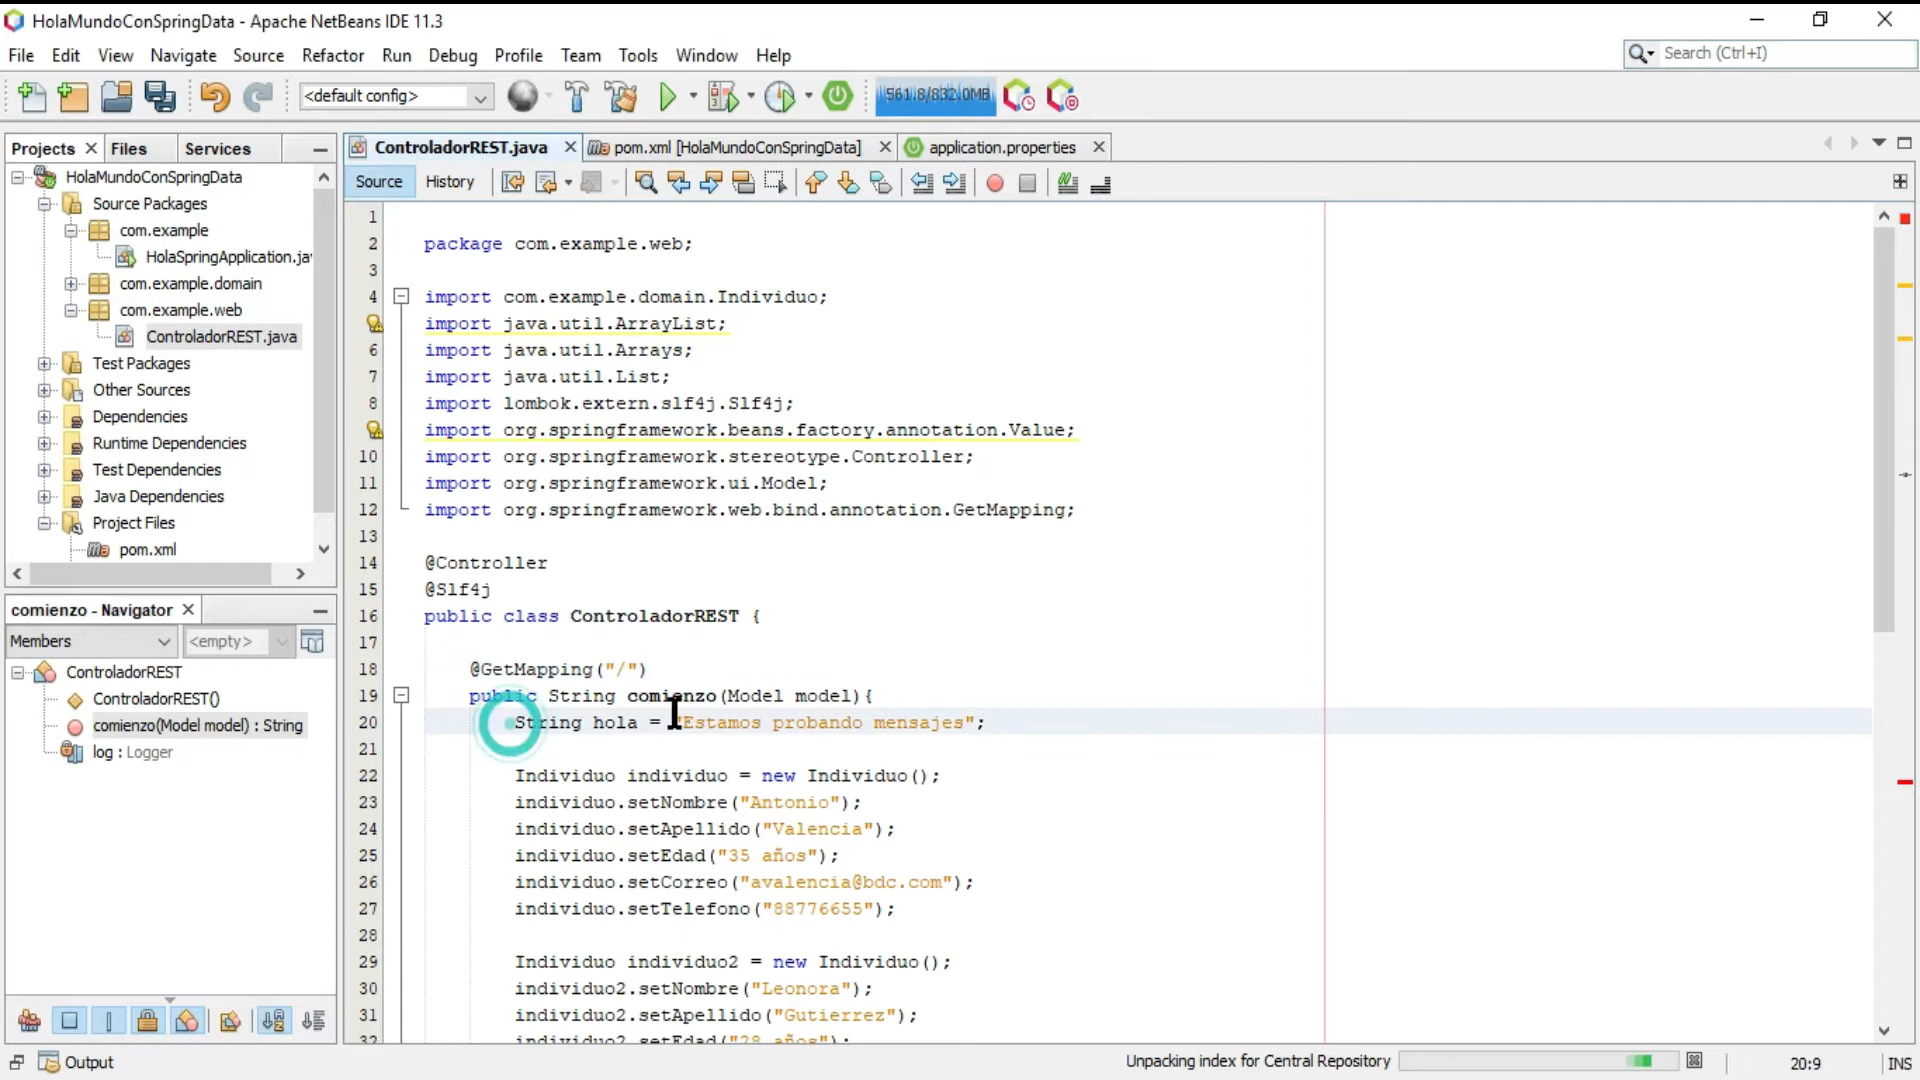 HolaMundoConSpringData - Apache NetBeans IDE 11.3
File Edit View Navigate Source Refactor Run Debug Profile Team Tools Window Help
Search (Ctrl+I)
<default config>
561.8/832.0MB
Projects Files Services
ControladorREST.java pom.xml [HolaMundoConSpringData] application.properties
Source History
HolaMundoConSpringData
Source Packages
com.example
HolaSpringApplication.ja
com.example.domain
com.example.web
ControladorREST.java
Test Packages
Other Sources
Dependencies
Runtime Dependencies
Test Dependencies
Java Dependencies
Project Files
pom.xml
comienzo - Navigator
Members <empty>
ControladorREST
ControladorREST()
comienzo(Model model) : String
log : Logger
1
2 package com.example.web;
3
4 import com.example.domain.Individuo;
import java.util.ArrayList;
6 import java.util.Arrays;
7 import java.util.List;
8 import lombok.extern.slf4j.Slf4j;
import org.springframework.beans.factory.annotation.Value;
10 import org.springframework.stereotype.Controller;
11 import org.springframework.ui.Model;
12 import org.springframework.web.bind.annotation.GetMapping;
13
14 @Controller
15 @Slf4j
16 public class ControladorREST {
17
18 @GetMapping("/")
19 public String comienzo(Model model){
20 String hola = "Estamos probando mensajes";
21
22 Individuo individuo = new Individuo();
23 individuo.setNombre("Antonio");
24 individuo.setApellido("Valencia");
25 individuo.setEdad("35 años");
26 individuo.setCorreo("avalencia@bdc.com");
27 individuo.setTelefono("88776655");
28
29 Individuo individuo2 = new Individuo();
30 individuo2.setNombre("Leonora");
31 individuo2.setApellido("Gutierrez");
32 individuo2.setEdad("28 años");
Output
Unpacking index for Central Repository
20:9 INS